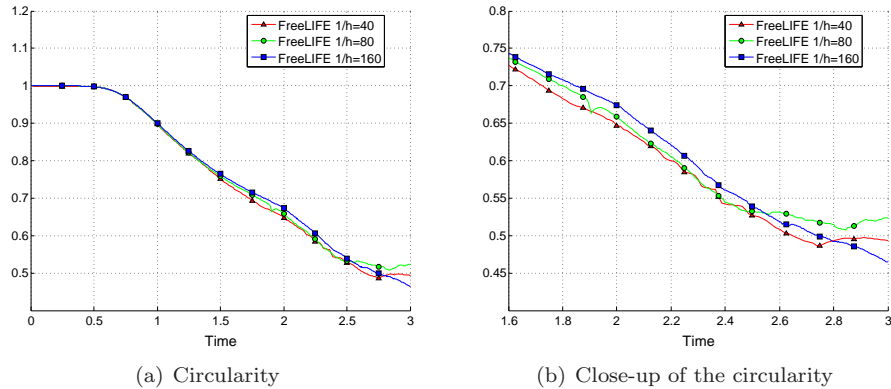 1.2
1.1
1
0.9
0.8
0.7
0.6
0.5
0 0.5 1 1.5 2 2.5 3
Time
FreeLIFE 1/h=40
FreeLIFE 1/h=80
FreeLIFE 1/h=160
(a) Circularity
0.8
0.75
0.7
0.65
0.6
0.55
0.5
0.45
1.6 1.8 2 2.2 2.4 2.6 2.8 3
Time
FreeLIFE 1/h=40
FreeLIFE 1/h=80
FreeLIFE 1/h=160
(b) Close-up of the circularity